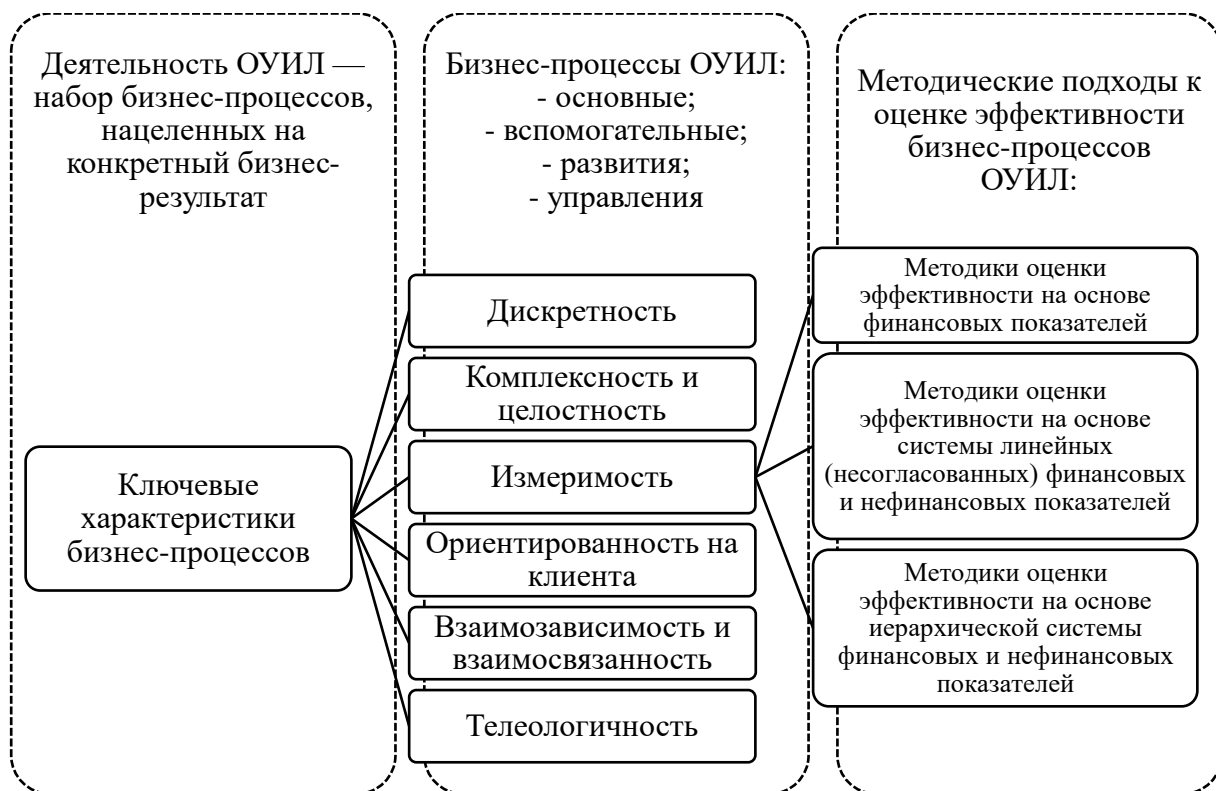 Деятельность ОУИЛ —
набор бизнес-процессов,
нацеленных на
конкретный бизнес-
результат
Ключевые
характеристики
бизнес-процессов
Бизнес-процессы ОУИЛ:
- основные;
- вспомогательные;
- развития;
- управления
Дискретность
Комплексность и
целостность
Измеримость
Ориентированность на
клиента
Взаимозависимость и
взаимосвязанность
Телеологичность
Методические подходы к
оценке эффективности
бизнес-процессов
ОУИЛ:
Методики оценки
эффективности на основе
финансовых показателей
Методики оценки
эффективности на основе
системы линейных
(несогласованных) финансовых
и нефинансовых показателей
Методики оценки
эффективности на основе
иерархической системы
финансовых и нефинансовых
показателей